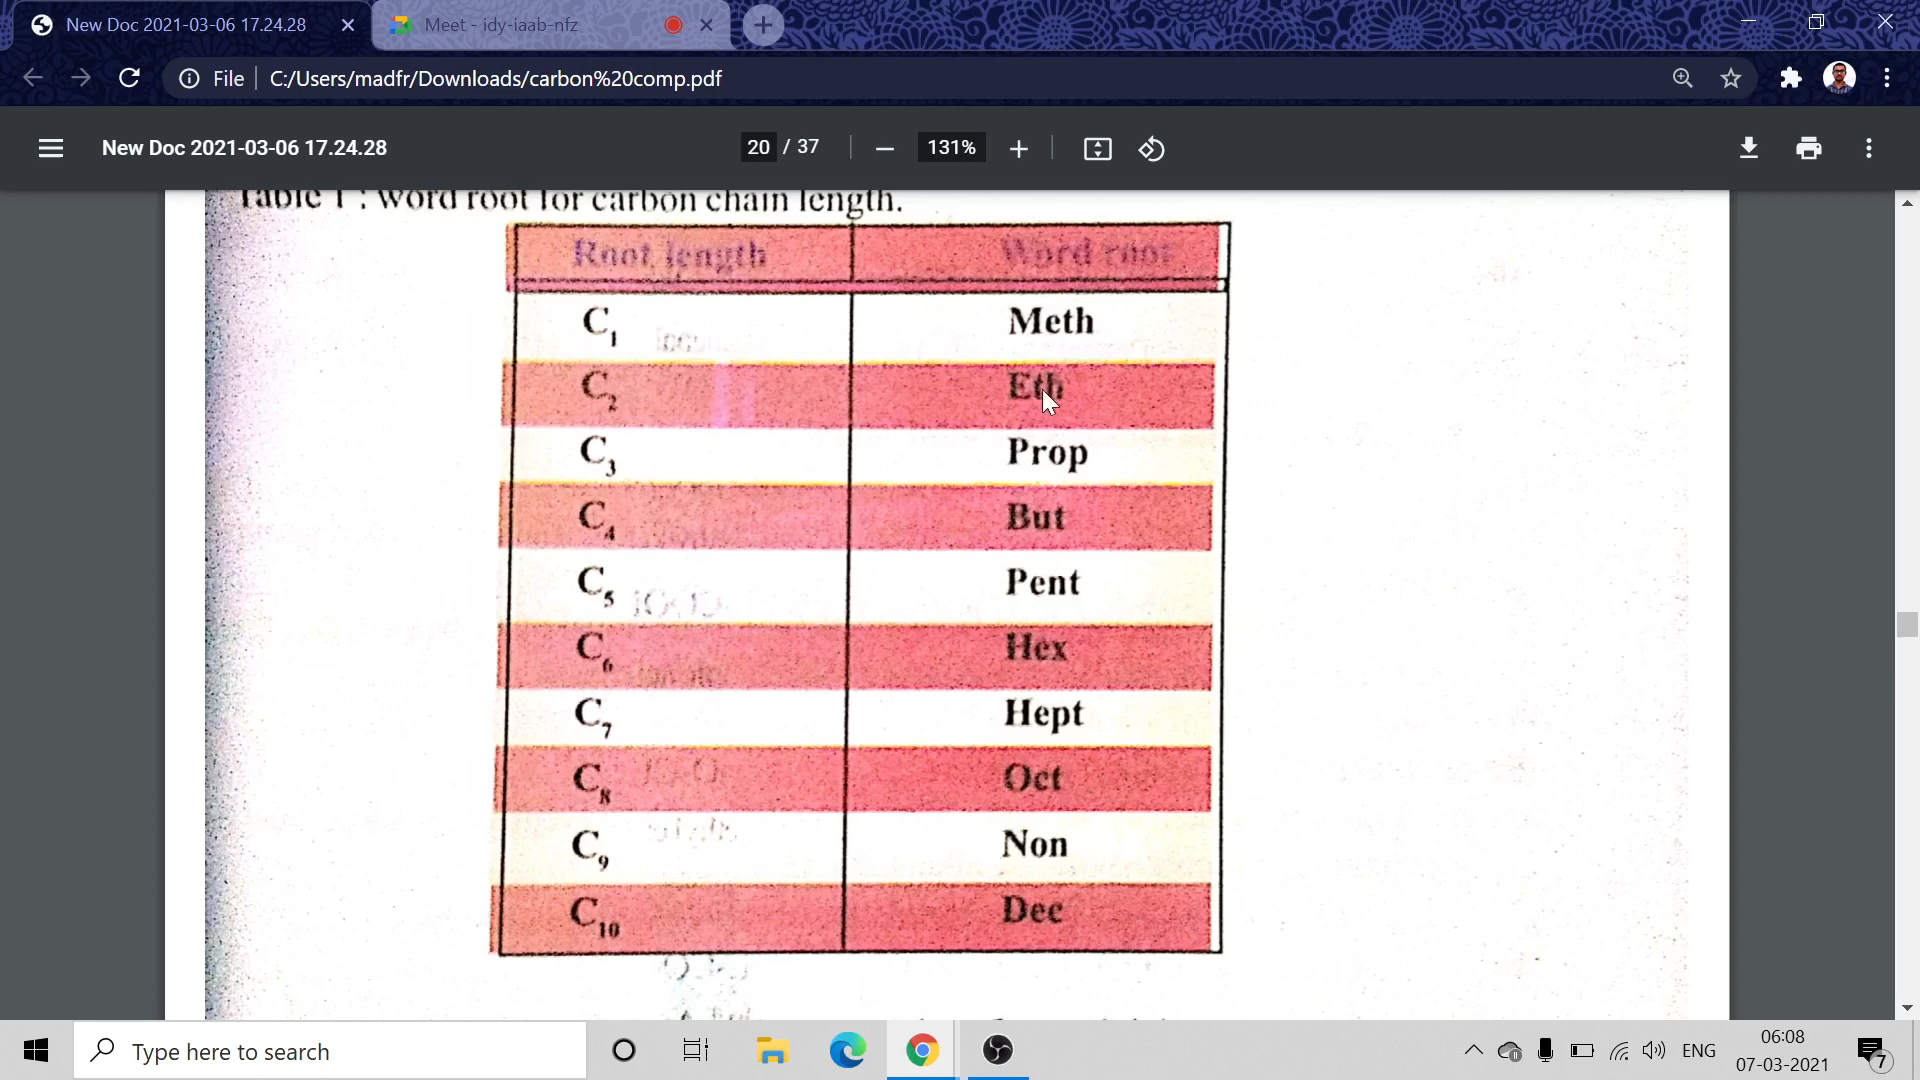 New Doc 2021-03-06 17.24.28
Meet - idy-iaab-nfz
File
C:/Users/madfr/Downloads/carbon%20comp.pdf
New Doc 2021-03-06 17.24.28
20 / 37
131%
Table 1 : Word root for carbon chain length.
Root length Word root
C₁ Meth
C₂ Eth
C₃ Prop
C₄ But
C₅ Pent
C₆ Hex
C₇ Hept
C₈ Oct
C₉ Non
C₁₀ Dec
Type here to search
ENG
06:08
07-03-2021
7